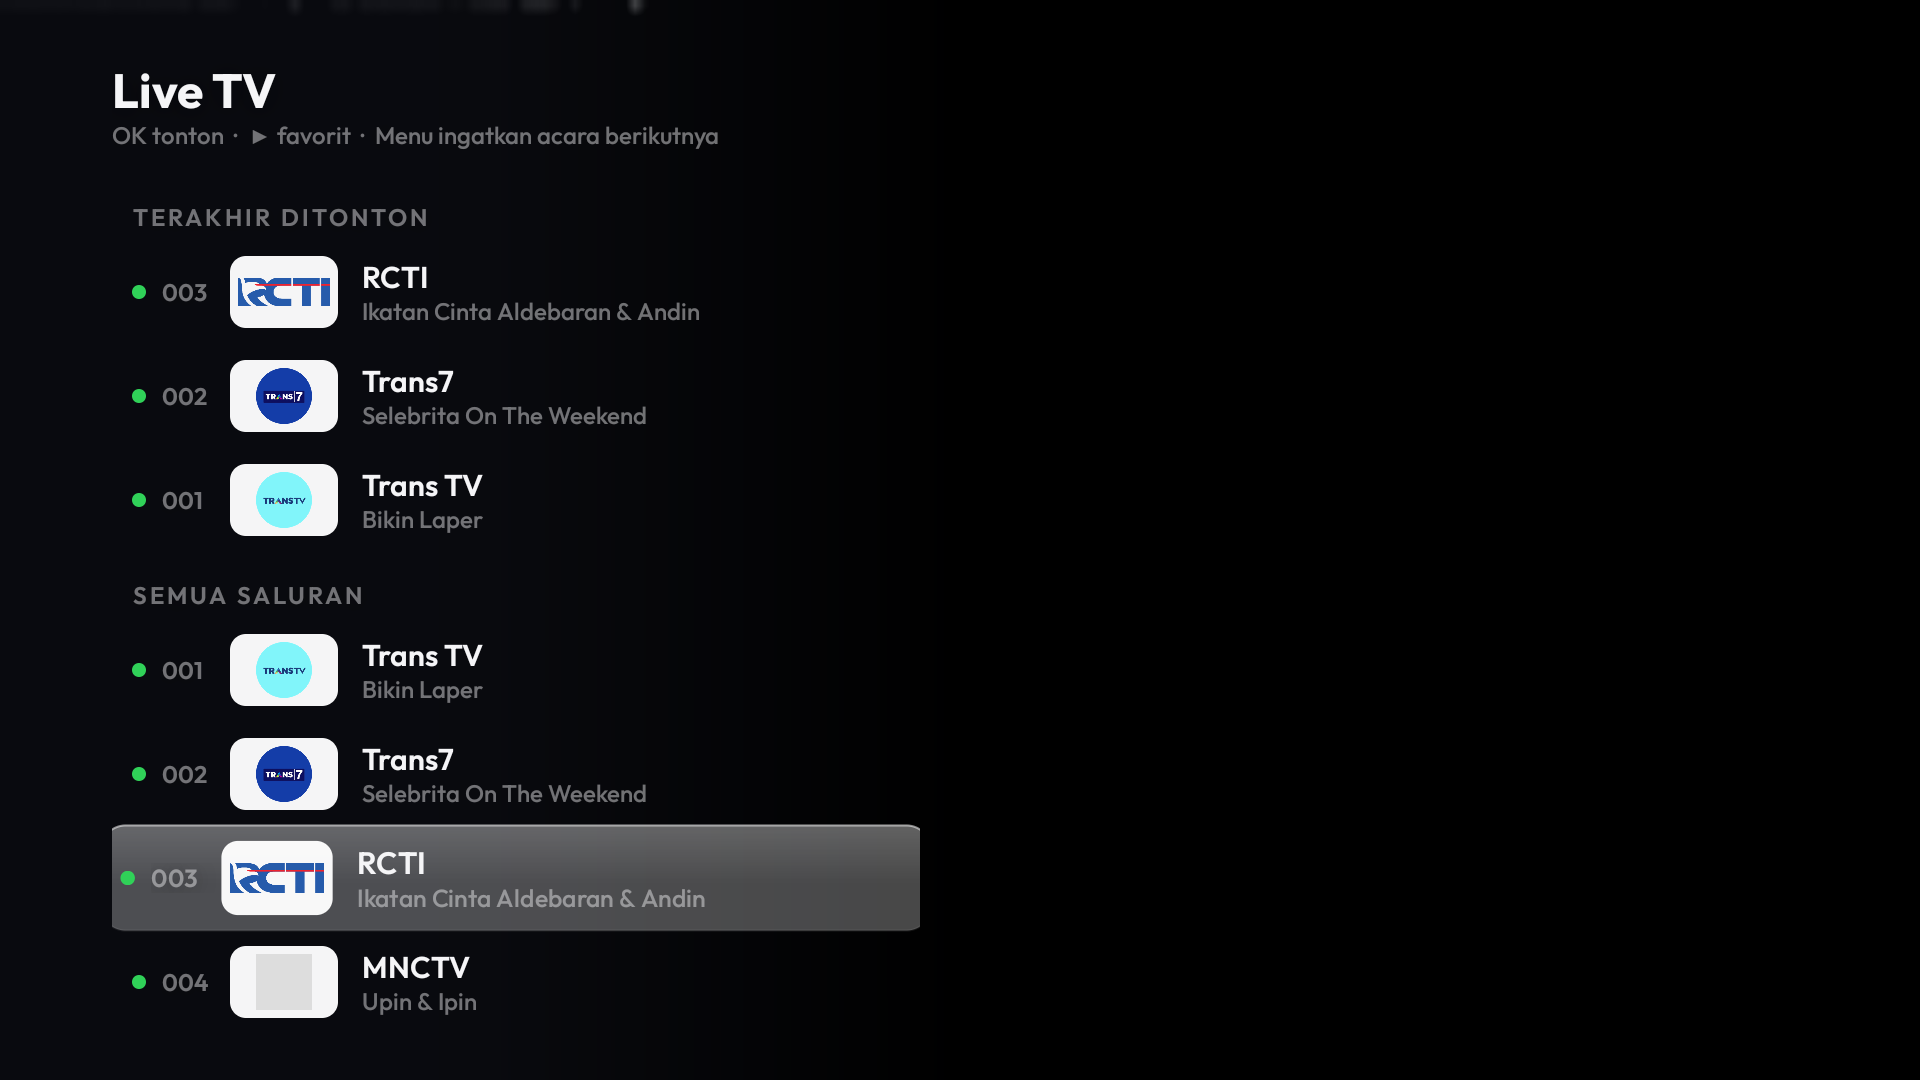 Live TV
OK tonton · ► favorit · Menu ingatkan acara berikutnya
TERAKHIR DITONTON
003 RCTI RCTI
Ikatan Cinta Aldebaran & Andin
002 TRANS7 Trans7
Selebrita On The Weekend
001 TRANSTV Trans TV
Bikin Laper
SEMUA SALURAN
001 TRANSTV Trans TV
Bikin Laper
002 TRANS7 Trans7
Selebrita On The Weekend
003 RCTI RCTI
Ikatan Cinta Aldebaran & Andin
004 MNCTV
Upin & Ipin